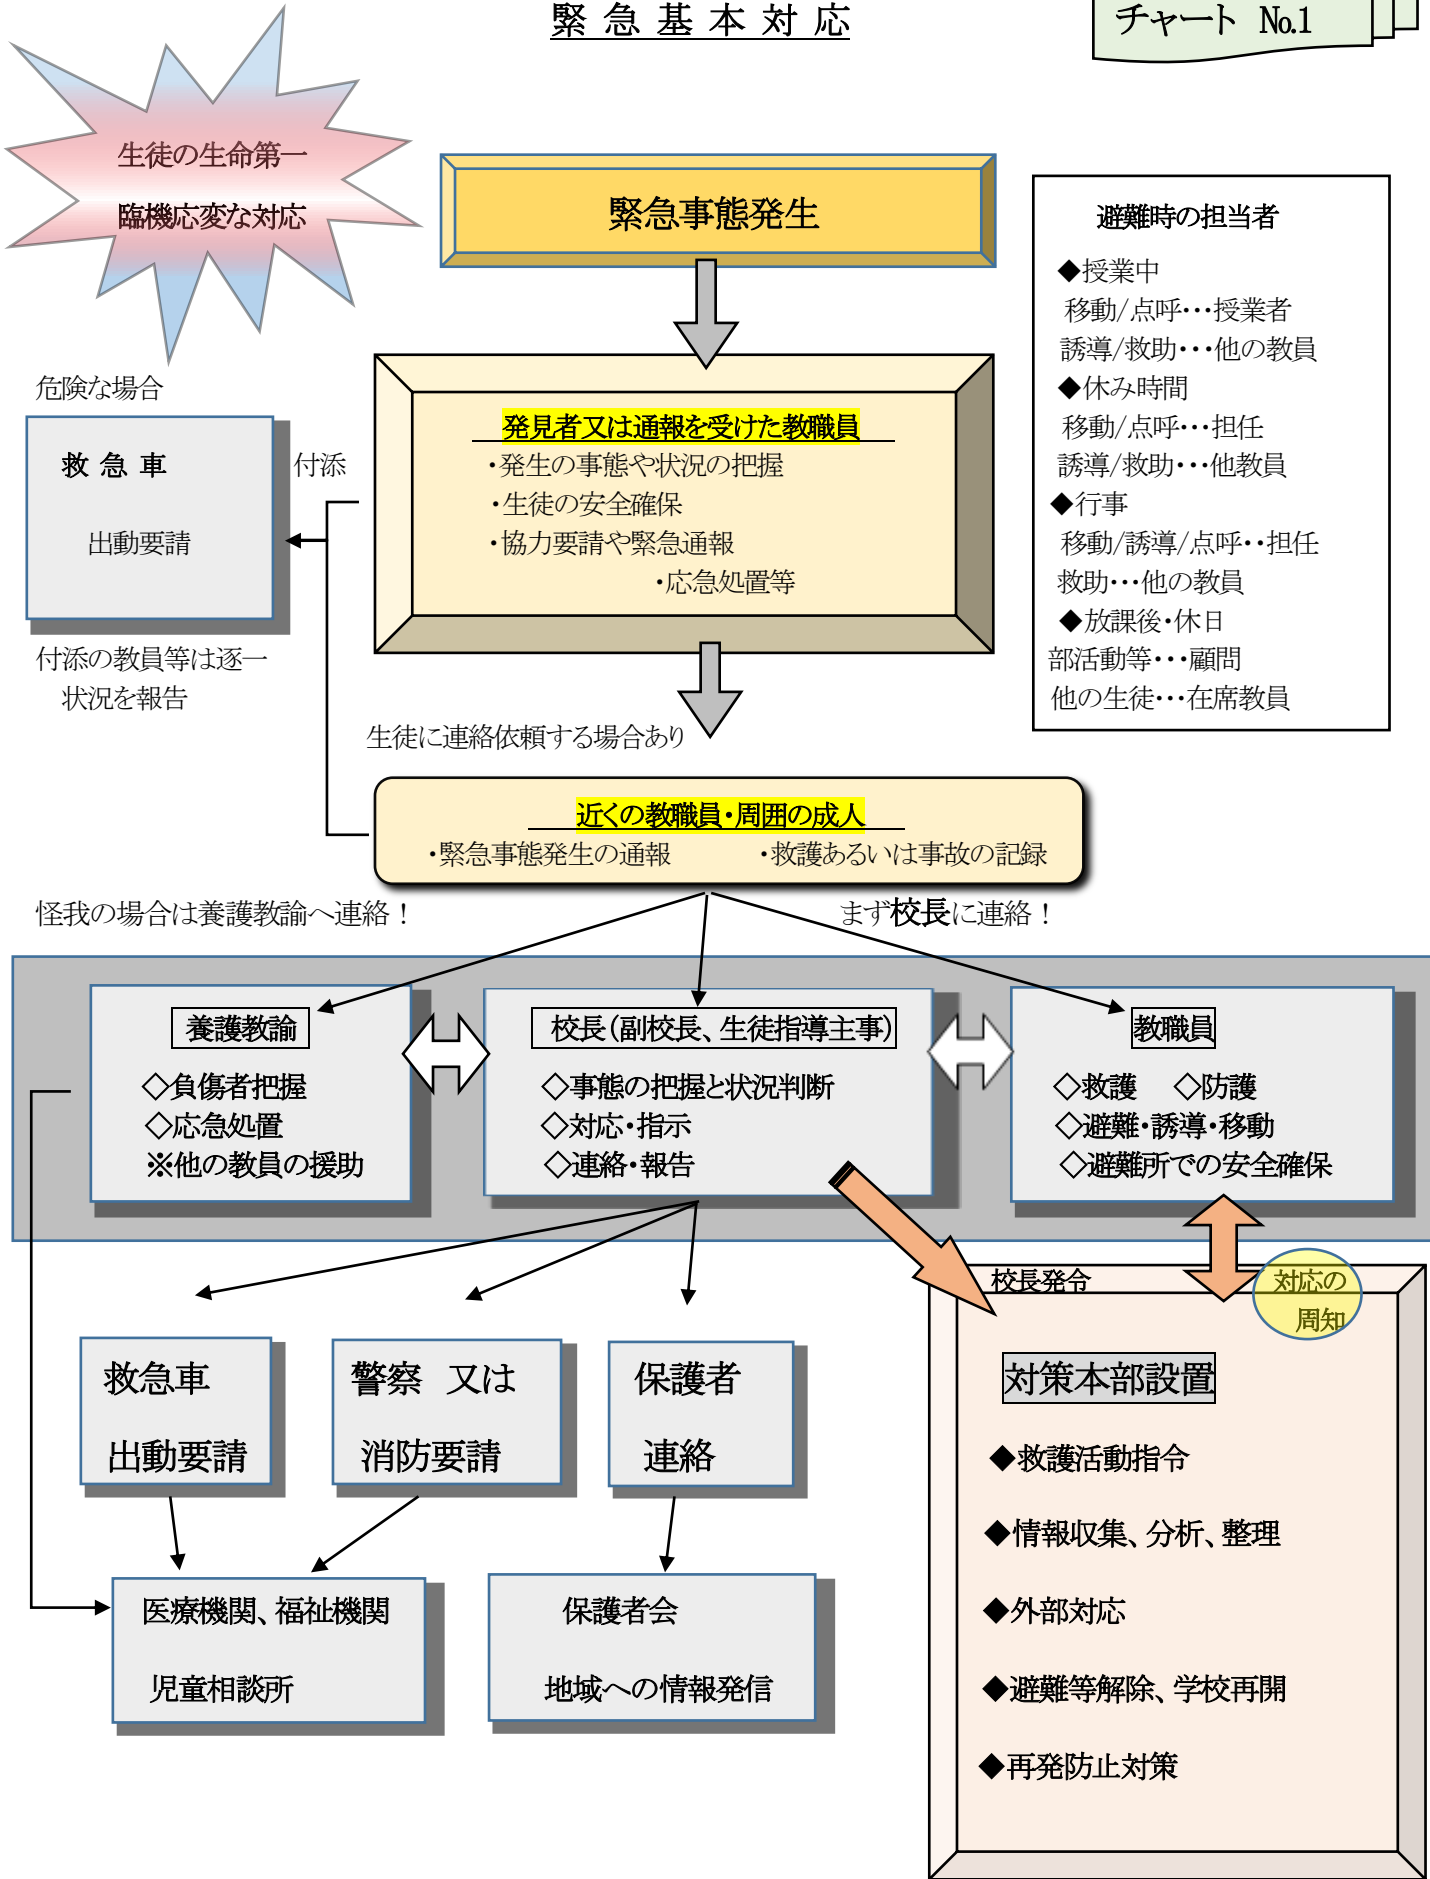 緊急基本対応
チャート №1
生徒の生命第一
臨機応変な対応
緊急事態発生
避難時の担当者
◆授業中
移動/点呼・・・授業者
誘導/救助・・・他の教員
◆休み時間
移動/点呼・・・担任
誘導/救助・・・他教員
◆行事
移動/誘導/点呼・・担任
救助・・・他の教員
◆放課後・休日
部活動等・・・顧問
他の生徒・・・在席教員
危険な場合
救急車
出動要請
付添
付添の教員等は逐一
状況を報告
発見者又は通報を受けた教職員
・発生の事態や状況の把握
・生徒の安全確保
・協力要請や緊急通報
・応急処置等
生徒に連絡依頼する場合あり
近くの教職員・周囲の成人
・緊急事態発生の通報 ・救護あるいは事故の記録
怪我の場合は養護教諭へ連絡！
まず校長に連絡！
養護教諭
◇負傷者把握
◇応急処置
※他の教員の援助
校長（副校長、生徒指導主事）
◇事態の把握と状況判断
◇対応・指示
◇連絡・報告
教職員
◇救護 ◇防護
◇避難・誘導・移動
◇避難所での安全確保
救急車
出動要請
警察 又は
消防要請
保護者
連絡
医療機関、福祉機関
児童相談所
保護者会
地域への情報発信
校長発令
対応の
周知
対策本部設置
◆救護活動指令
◆情報収集、分析、整理
◆外部対応
◆避難等解除、学校再開
◆再発防止対策